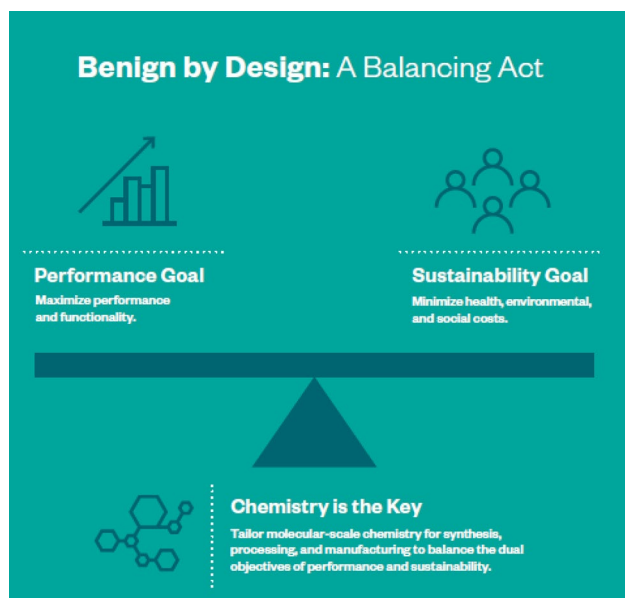 Benign by Design: A Balancing Act
Performance Goal
Maximize performance
and functionality.
Sustainability Goal
Minimize health, environmental,
and social costs.
Chemistry is the Key
Tailor molecular-scale chemistry for synthesis,
processing, and manufacturing to balance the dual
objectives of performance and sustainability.